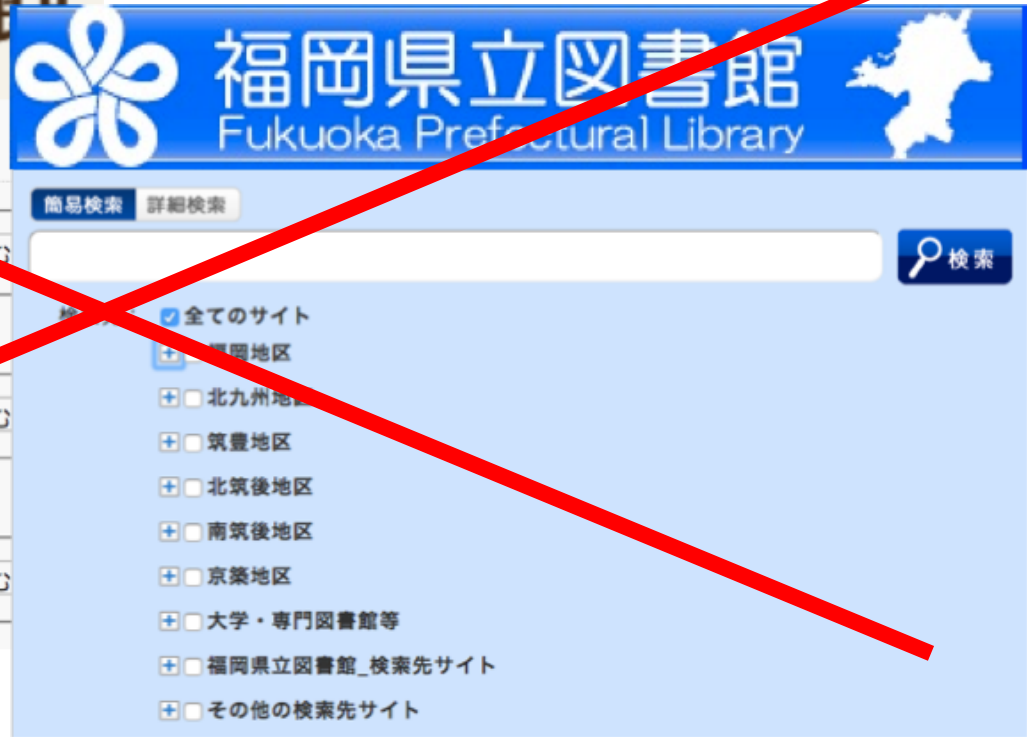 福岡県立図書館
Fukuoka Prefectural Library
簡易検索 詳細検索
検索
全てのサイト
福岡地区
北九州地区
筑豊地区
北筑後地区
南筑後地区
京築地区
大学・専門図書館等
福岡県立図書館_検索先サイト
その他の検索先サイト